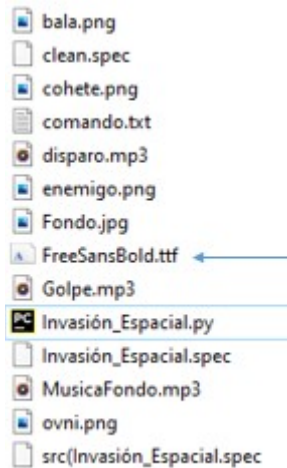 bala.png
clean.spec
cohete.png
comando.txt
disparo.mp3
enemigo.png
Fondo.jpg
FreeSansBold.ttf
Golpe.mp3
Invasión_Espacial.py
Invasión_Espacial.spec
MusicaFondo.mp3
ovni.png
src(Invasión_Espacial.spec